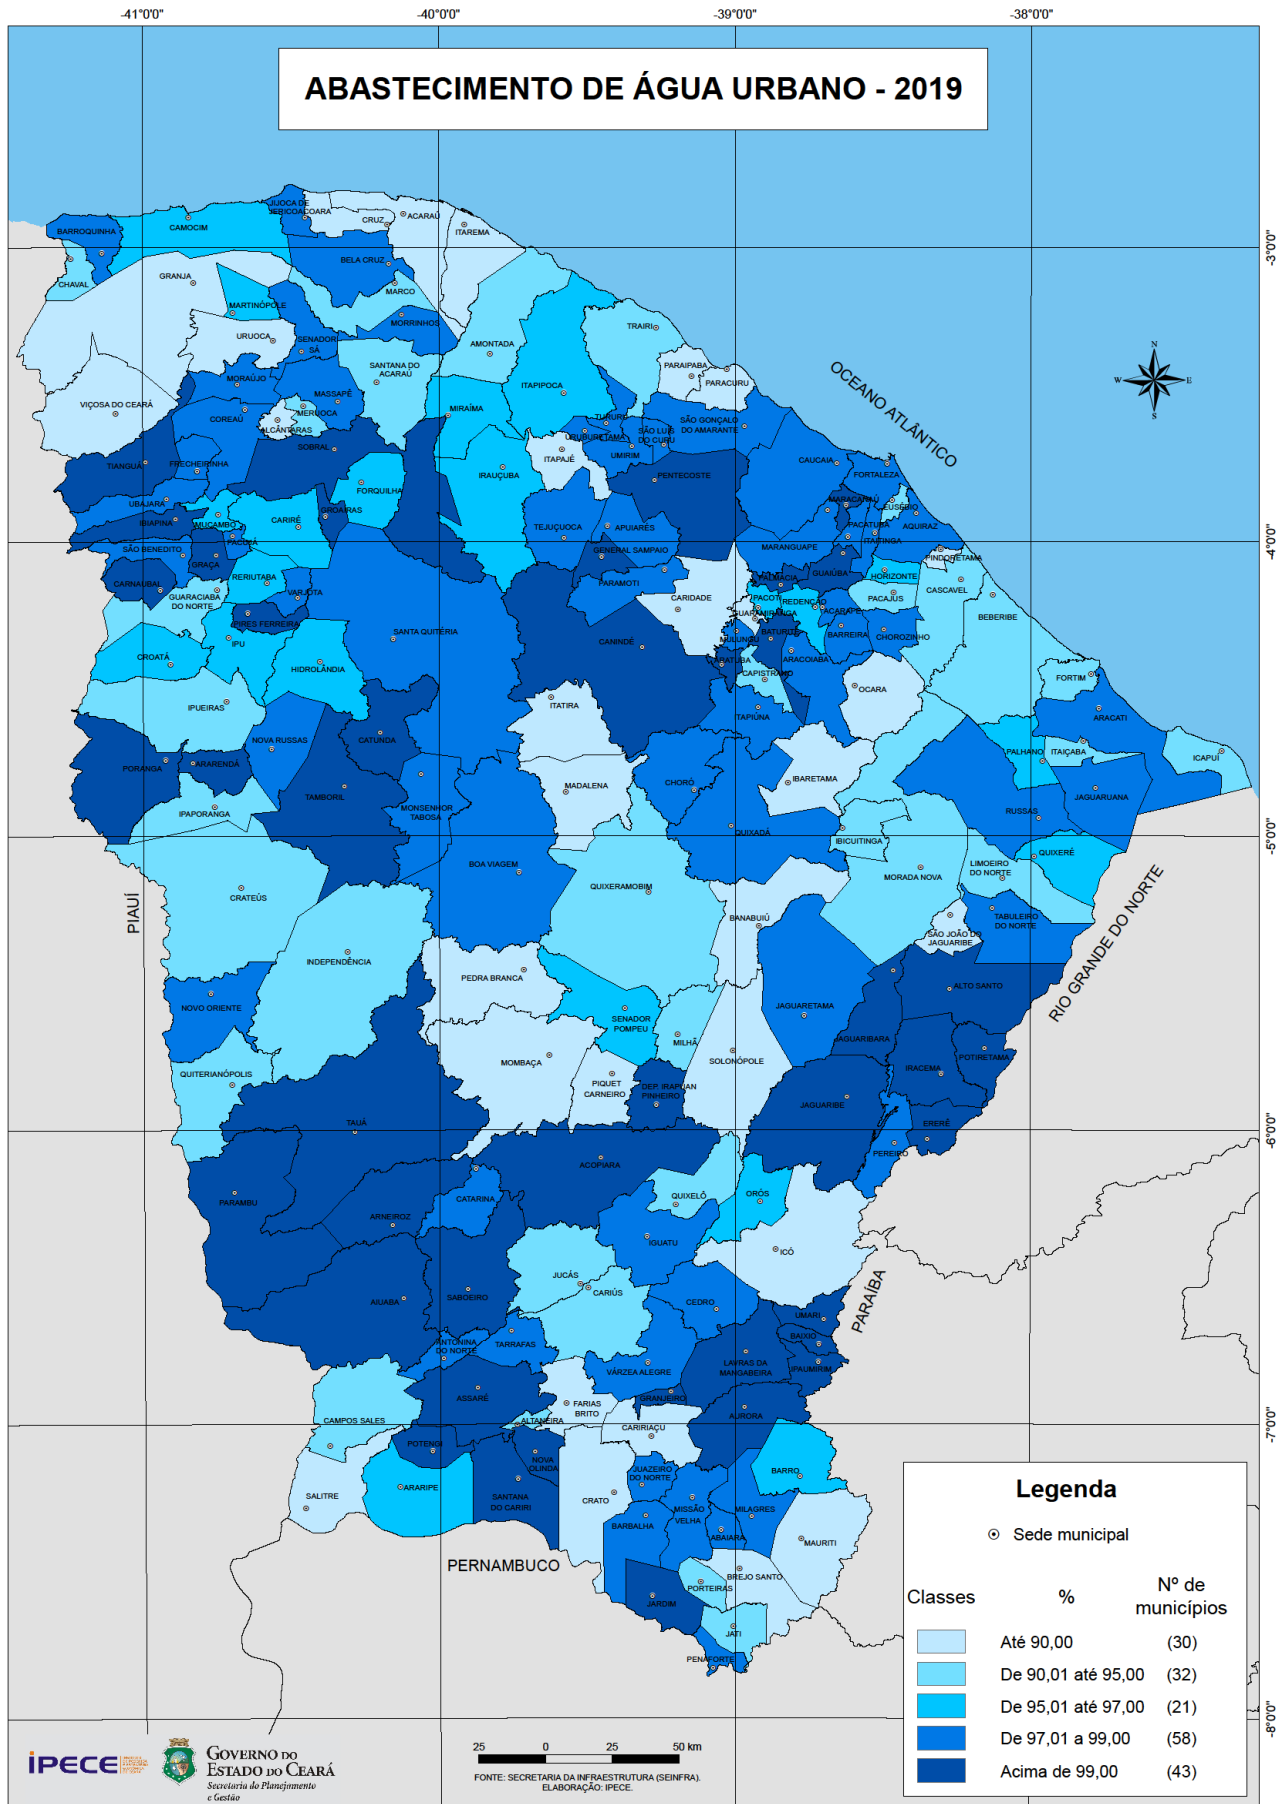 -41°0'0"
-40°0'0"
-39°0'0"
-38°0'0"
ABASTECIMENTO DE ÁGUA URBANO - 2019
JIJOCA DE
JERICOACOARA
CRUZ
ACARAÚ
ITAREMA
CAMOCIM
BARROQUINHA
-3°0'0"
BELA CRUZ
CHAVAL
GRANJA
MARCO
MARTINÓPOLE
MORRINHOS
TRAIRI
URUOCA
SENADOR
SÁ
AMONTADA
SANTANA DO
ACARAÚ
PARAIPABA
PARACURU
OCEANO ATLÂNTICO
N
W
E
S
MORAÚJO
MASSAPÊ
ITAPIPOCA
VIÇOSA DO CEARÁ
COREAÚ
MERUOCA
MIRAÍMA
ALCÂNTARAS
TURURU
URUBURETAMA
SÃO LUIS
DO CURU
SÃO GONÇALO
DO AMARANTE
SOBRAL
ITAPAJÉ
UMIRIM
TIANGUÁ
FRECHEIRINHA
IRAUÇUBA
PENTECOSTE
CAUCAIA
FORTALEZA
FORQUILHA
UBAJARA
MARACANAÚ
EUSÉBIO
IBIAPINA
MUCAMBO
CARIRÉ
GROAIRAS
TEJUÇUOCA
APUIARÉS
PACATUBA
AQUIRAZ
ITAITINGA
-4°0'0"
SÃO BENEDITO
PACUJÁ
GENERAL SAMPAIO
MARANGUAPE
PINDORETAMA
GRAÇA
CARNAUBAL
RERIUTABA
PARAMOTI
PALMÁCIA
GUAIÚBA
HORIZONTE
GUARACIABA
DO NORTE
VARJOTA
CARIDADE
PACOTI
REDENÇÃO
PACAJUS
CASCAVEL
GUARAMIRANGA
ACARAPE
PIRES FERREIRA
BEBERIBE
SANTA QUITÉRIA
IPU
CANINDÉ
MULUNGU
BATURITÉ
BARREIRA
CHOROZINHO
CROATÁ
HIDROLÂNDIA
ARATUBA
ARACOIABA
CAPISTRANO
FORTIM
IPUEIRAS
ITATIRA
OCARA
ITAPIÚNA
ARACATI
NOVA RUSSAS
CATUNDA
PALHANO
ITAIÇABA
ICAPUÍ
PORANGA
ARARENDÁ
TAMBORIL
MADALENA
CHORÓ
IBARETAMA
JAGUARUANA
IPAPORANGA
MONSENHOR
TABOSA
QUIXADÁ
RUSSAS
IBICUITINGA
-5°0'0"
BOA VIAGEM
QUIXERÉ
LIMOEIRO
DO NORTE
MORADA NOVA
CRATEÚS
QUIXERAMOBIM
PIAUÍ
BANABUIÚ
TABULEIRO
DO NORTE
SÃO JOÃO DO
JAGUARIBE
RIO GRANDE DO NORTE
INDEPENDÊNCIA
PEDRA BRANCA
ALTO SANTO
NOVO ORIENTE
JAGUARETAMA
SENADOR
POMPEU
MILHÃ
JAGUARIBARA
QUITERIANÓPOLIS
MOMBAÇA
SOLONÓPOLE
POTIRETAMA
IRACEMA
PIQUET
CARNEIRO
DEP. IRAPUAN
PINHEIRO
JAGUARIBE
TAUÁ
ERERÊ
-6°0'0"
PEREIRO
ACOPIARA
PARAMBU
CATARINA
QUIXELÔ
ORÓS
ARNEIROZ
IGUATU
ICÓ
JUCÁS
CARIÚS
AIUABA
SABOEIRO
CEDRO
PARAÍBA
UMARI
BAIXIO
ANTONINA
DO NORTE
TARRAFAS
VÁRZEA ALEGRE
LAVRAS DA
MANGABEIRA
IPAUMIRIM
ASSARÉ
GRANJEIRO
FARIAS
BRITO
AURORA
CAMPOS SALES
ALTANEIRA
CARIRIAÇU
-7°0'0"
POTENGI
NOVA
OLINDA
JUAZEIRO
DO NORTE
BARRO
SALITRE
ARARIPE
SANTANA
DO CARIRI
CRATO
MISSÃO
VELHA
MILAGRES
BARBALHA
ABAIARA
MAURITI
PERNAMBUCO
BREJO SANTO
PORTEIRAS
JARDIM
JATI
PENAFORTE
-8°0'0"
Legenda
Sede municipal
Classes % Nº de
municípios
Até 90,00 (30)
De 90,01 até 95,00 (32)
De 95,01 até 97,00 (21)
De 97,01 a 99,00 (58)
Acima de 99,00 (43)
iPECE
GOVERNO DO
ESTADO DO CEARÁ
Secretaria do Planejamento
e Gestão
25 0 25 50 km
FONTE: SECRETARIA DA INFRAESTRUTURA (SEINFRA).
ELABORAÇÃO: IPECE.